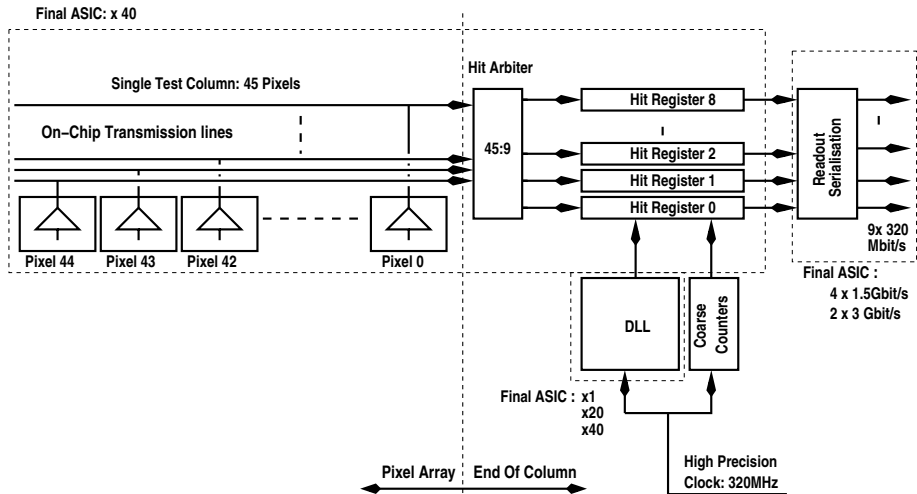 Final ASIC: x 40
Single Test Column: 45 Pixels
On−Chip Transmission lines
Pixel 44
Pixel 43
Pixel 42
Pixel 0
Hit Arbiter
45:9
Hit Register 8
Hit Register 2
Hit Register 1
Hit Register 0
Readout
Serialisation
9x 320
Mbit/s
Final ASIC :
4 x 1.5Gbit/s
2 x 3 Gbit/s
DLL
Coarse
Counters
Final ASIC : x1
x20
x40
High Precision
Clock: 320MHz
Pixel Array
End Of Column